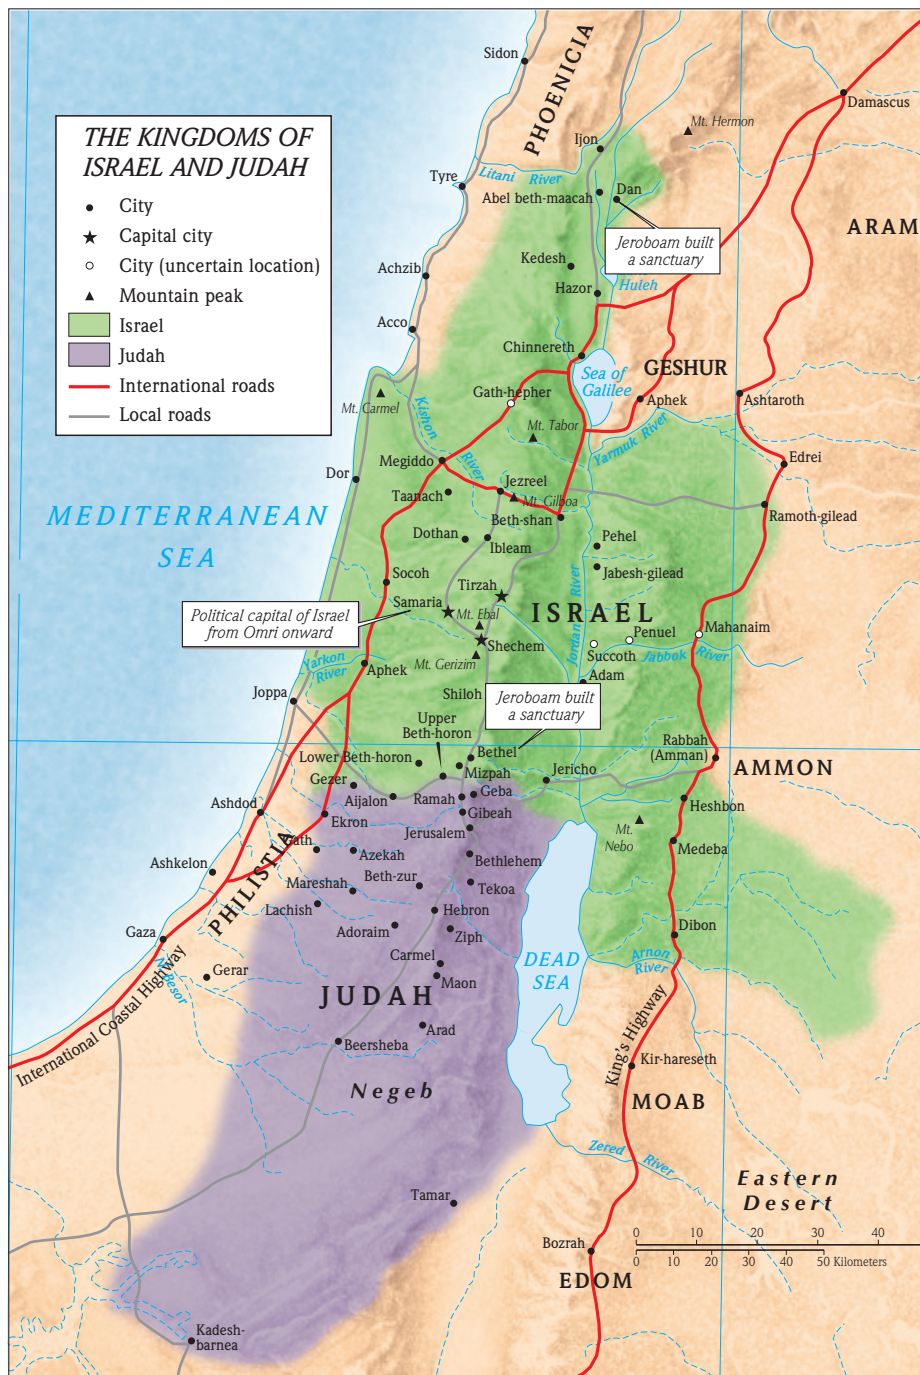 THE KINGDOMS OF
ISRAEL AND JUDAH
City
Capital city
City (uncertain location)
Mountain peak
Israel
Judah
International roads
Local roads
Sidon
PHOENICIA
Damascus
Mt. Hermon
Ijon
Litani River
Tyre
Dan
Abel beth-maacah
ARAM
Jeroboam built
a sanctuary
Kedesh
Achzib
Huleh
Hazor
Acco
Chinnereth
GESHUR
Sea of
Galilee
Gath-hepher
Aphek
Ashtaroth
Mt. Carmel
Kishon
River
Mt. Tabor
Yarmuk River
Megiddo
Edrei
Dor
Jezreel
Taanach
Mt. Gilboa
MEDITERRANEAN
SEA
Beth-shan
Ramoth-gilead
Dothan
Ibleam
Pehel
Jabesh-gilead
Socoh
Tirzah
Jordan River
Samaria
ISRAEL
Political capital of Israel
from Omri onward
Mt. Ebal
Shechem
Penuel
Mahanaim
Succoth
Jabbok River
Mt. Gerizim
Yarkon
River
Aphek
Adam
Joppa
Shiloh
Jeroboam built
a sanctuary
Upper
Beth-horon
Bethel
Rabbah
(Amman)
Lower Beth-horon
Mizpah
Jericho
AMMON
Gezer
Aijalon
Ramah
Geba
Heshbon
Ashdod
Ekron
Gibeah
Jerusalem
Mt.
Nebo
Gath
Azekah
Medeba
Bethlehem
Ashkelon
PHILISTIA
Mareshah
Beth-zur
Tekoa
Lachish
Hebron
Gaza
Adoraim
Ziph
Dibon
DEAD
SEA
Arnon
River
Carmel
Gerar
N. Besor
Maon
JUDAH
International Coastal Highway
King's Highway
Arad
Beersheba
Kir-hareseth
Negeb
MOAB
Zered River
Eastern
Desert
Tamar
0 10 20 30 40
Bozrah
0 10 20 30 40 50 Kilometers
EDOM
Kadesh-
barnea